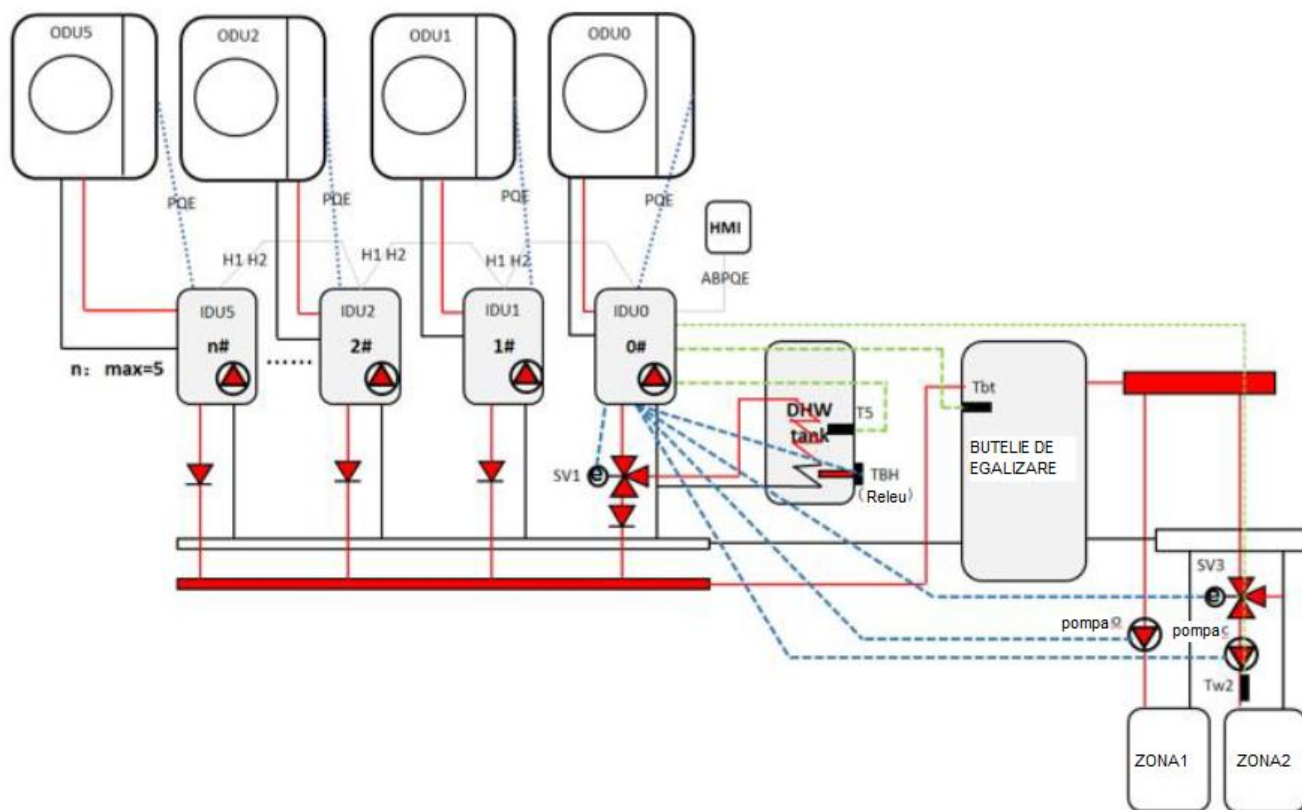 ODU5
ODU2
ODU1
ODU0
PQE
PQE
PQE
PQE
HMI
H1 H2
H1 H2
H1 H2
ABPQE
IDU5
IDU2
IDU1
IDU0
n#
2#
1#
0#
n: max=5
......
Tbt
T5
DHW
tank
BUTELIE DE
EGALIZARE
SV1
e
TBH
(Releu)
SV3
e
pompa o
pompa c
Tw2
ZONA1
ZONA2